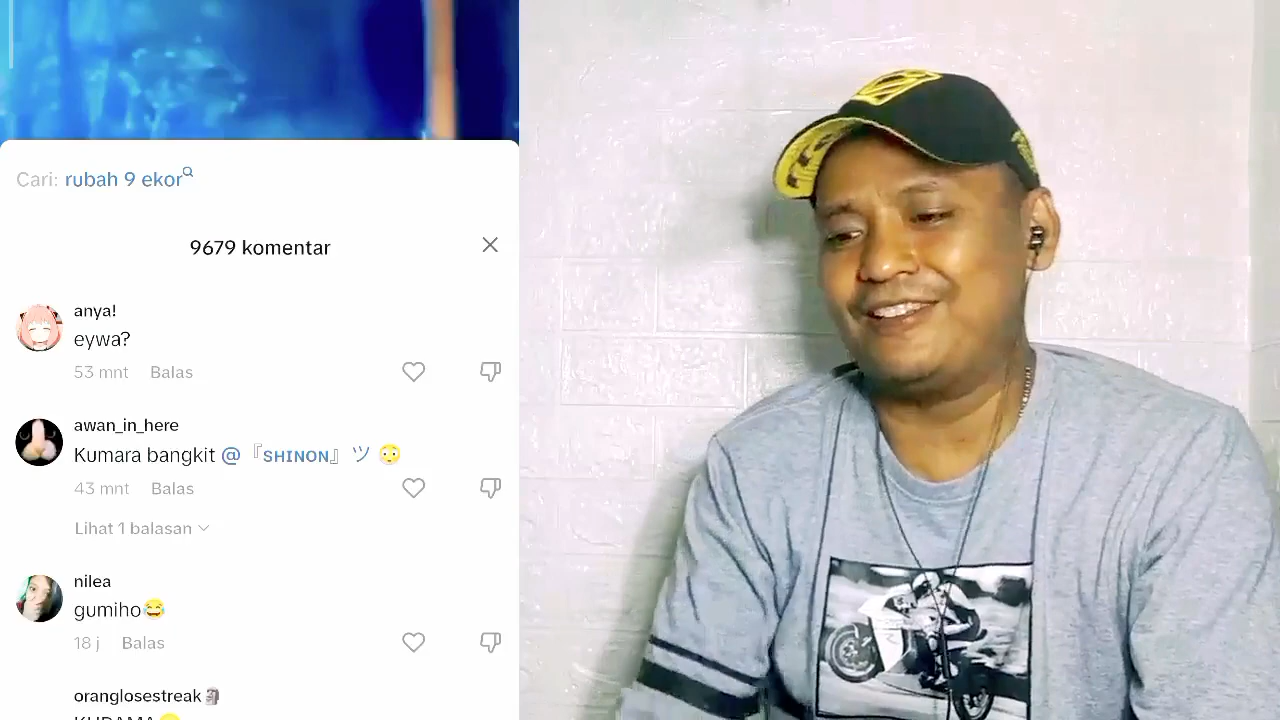 Cari: rubah 9 ekor
9679 komentar
anya!
eywa?
53 mnt Balas
awan_in_here
Kumara bangkit @『SHINON』ツ 😳
43 mnt Balas
Lihat 1 balasan
nilea
gumiho😂
18 j Balas
oranglosestreak🗿
KURAMA